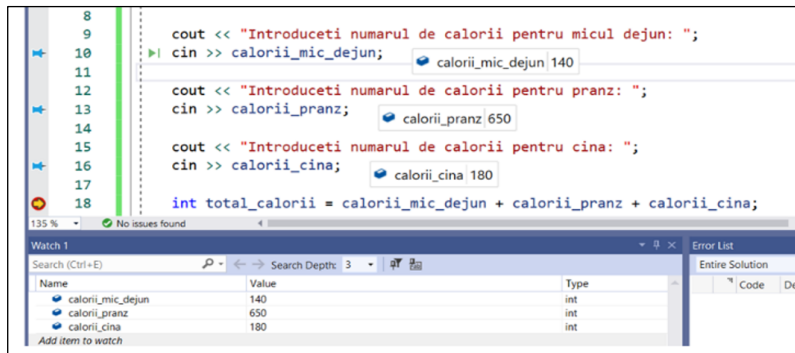 8
9 cout << "Introduceti numarul de calorii pentru micul dejun: ";
10 cin >> calorii_mic_dejun; calorii_mic_dejun 140
11
12 cout << "Introduceti numarul de calorii pentru pranz: ";
13 cin >> calorii_pranz; calorii_pranz 650
14
15 cout << "Introduceti numarul de calorii pentru cina: ";
16 cin >> calorii_cina; calorii_cina 180
17
18 int total_calorii = calorii_mic_dejun + calorii_pranz + calorii_cina;
135 % No issues found
Watch 1 Error List
Search (Ctrl+E) Search Depth: 3 Entire Solution
Name Value Type Code De
calorii_mic_dejun 140 int
calorii_pranz 650 int
calorii_cina 180 int
Add item to watch